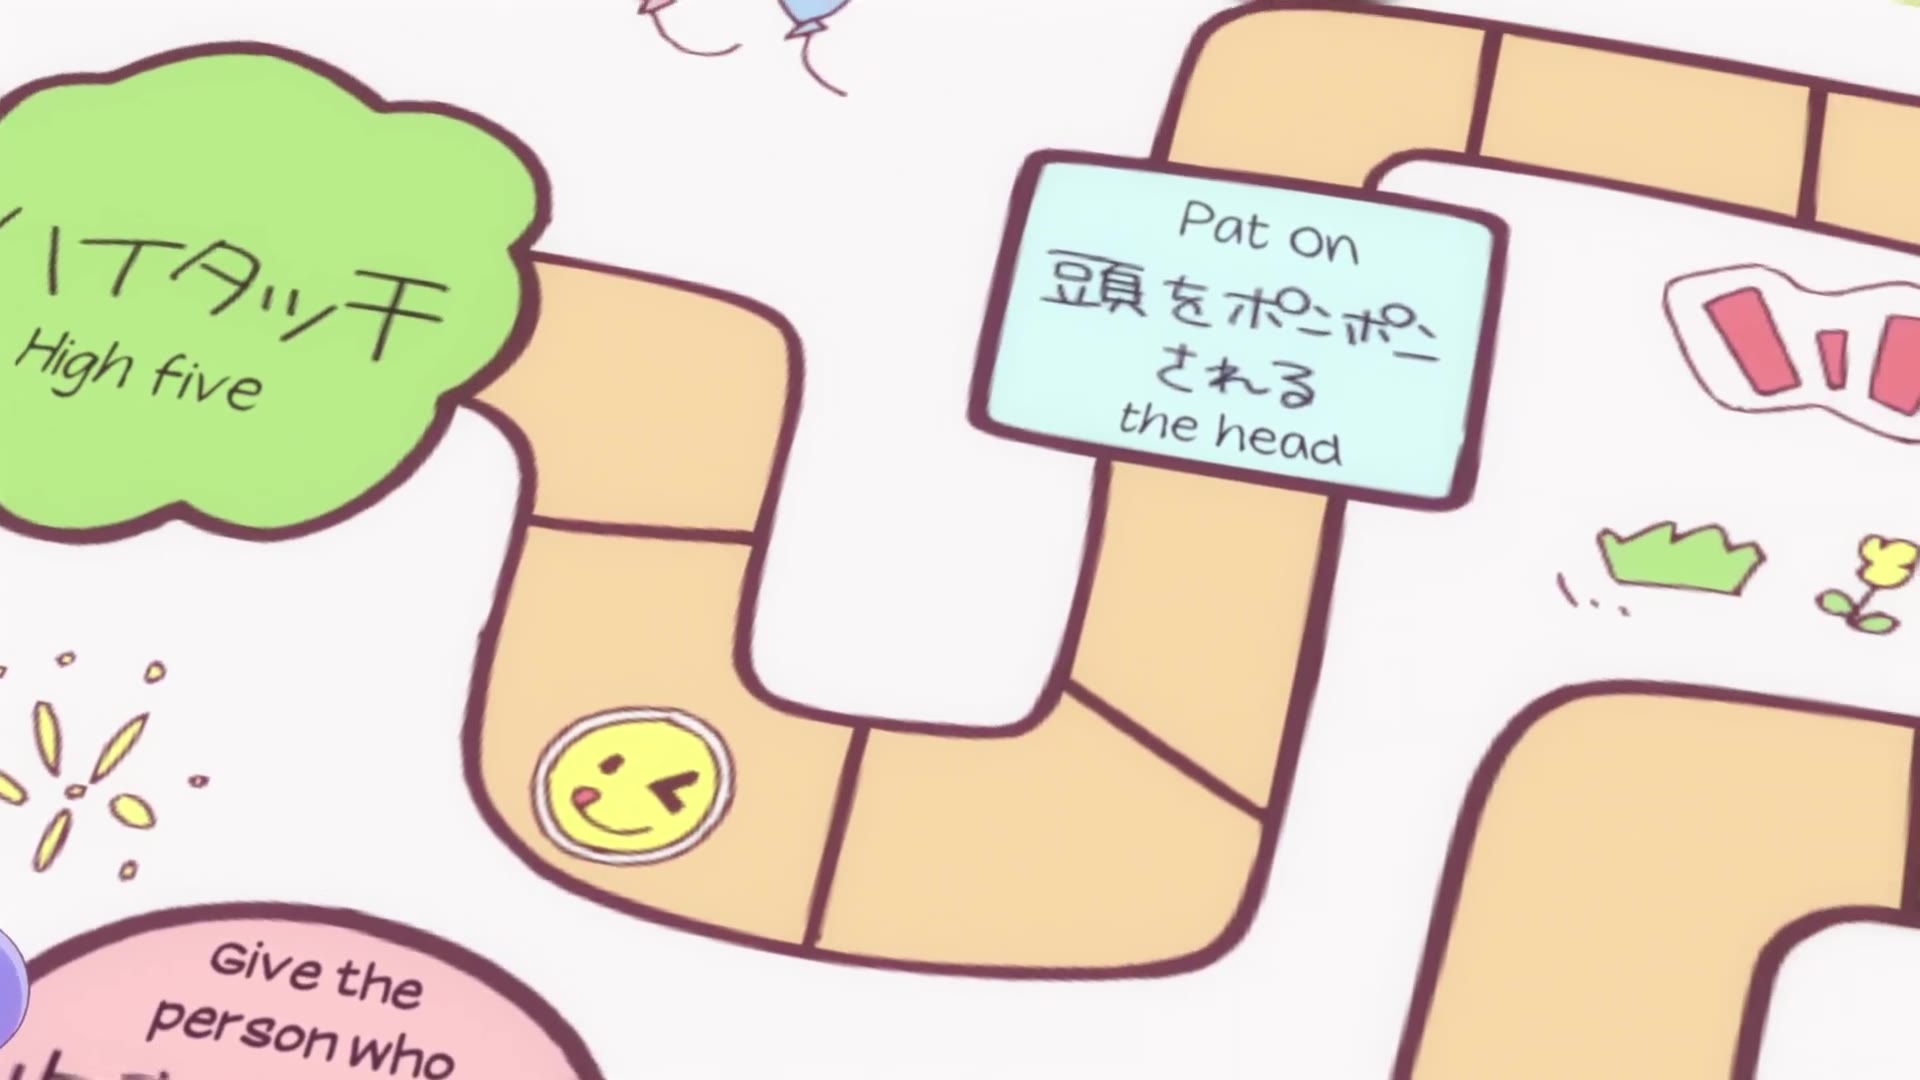 ハイタッチ
High five
Pat on
頭をポンポン
される
the head
Give the
person who